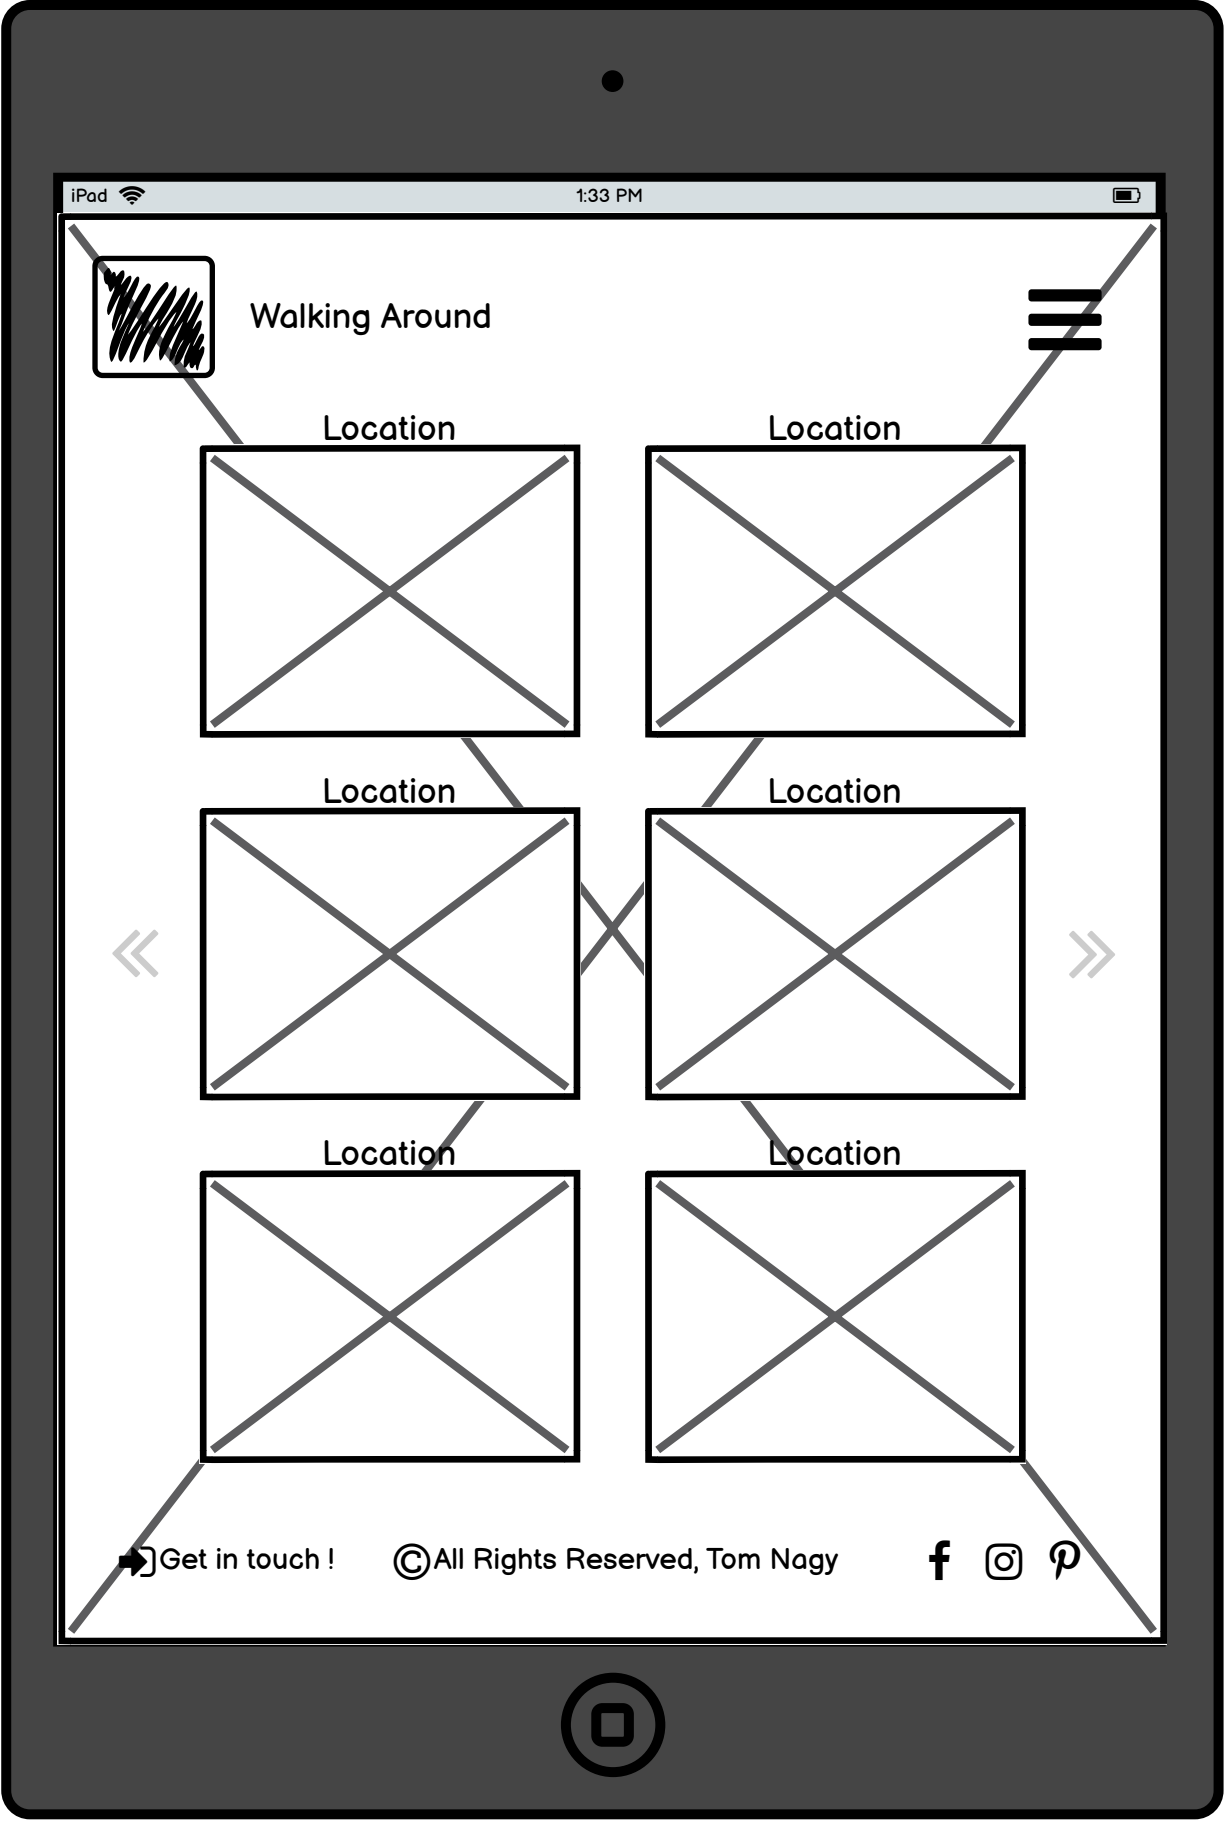 iPad 1:33 PM
Walking Around
Location Location
Location Location
Location Location
Get in touch ! ©All Rights Reserved, Tom Nagy